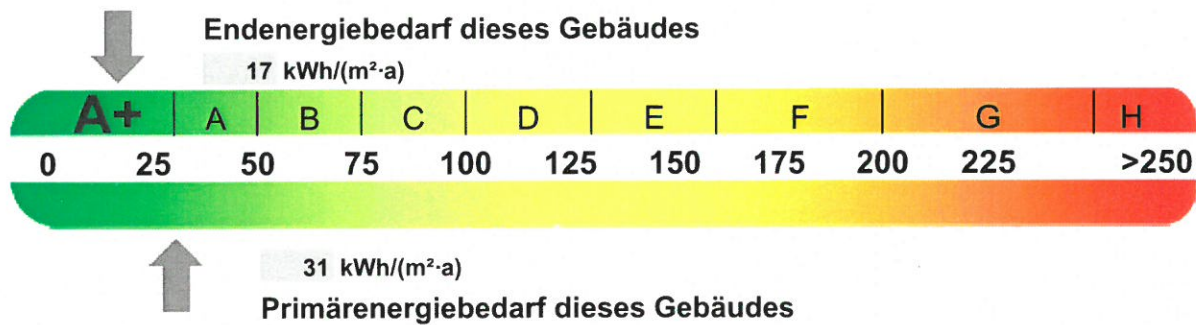 Endenergiebedarf dieses Gebäudes
17 kWh/(m²·a)
A+ A B C D E F G H
0 25 50 75 100 125 150 175 200 225 >250
31 kWh/(m²·a)
Primärenergiebedarf dieses Gebäudes